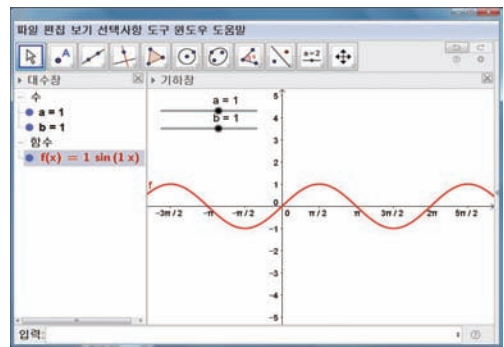 파일 편집 보기 선택사항 도구 윈도우 도움말
A
a=2
▸ 대수창
▸ 기하창
수
a = 1
b = 1
함수
f(x) = 1 sin (1 x)
a = 1
b = 1
f
5
4
3
2
1
0
-1
-2
-3
-4
-5
-3π/2
-π
-π/2
π/2
π
3π/2
2π
5π/2
입력: